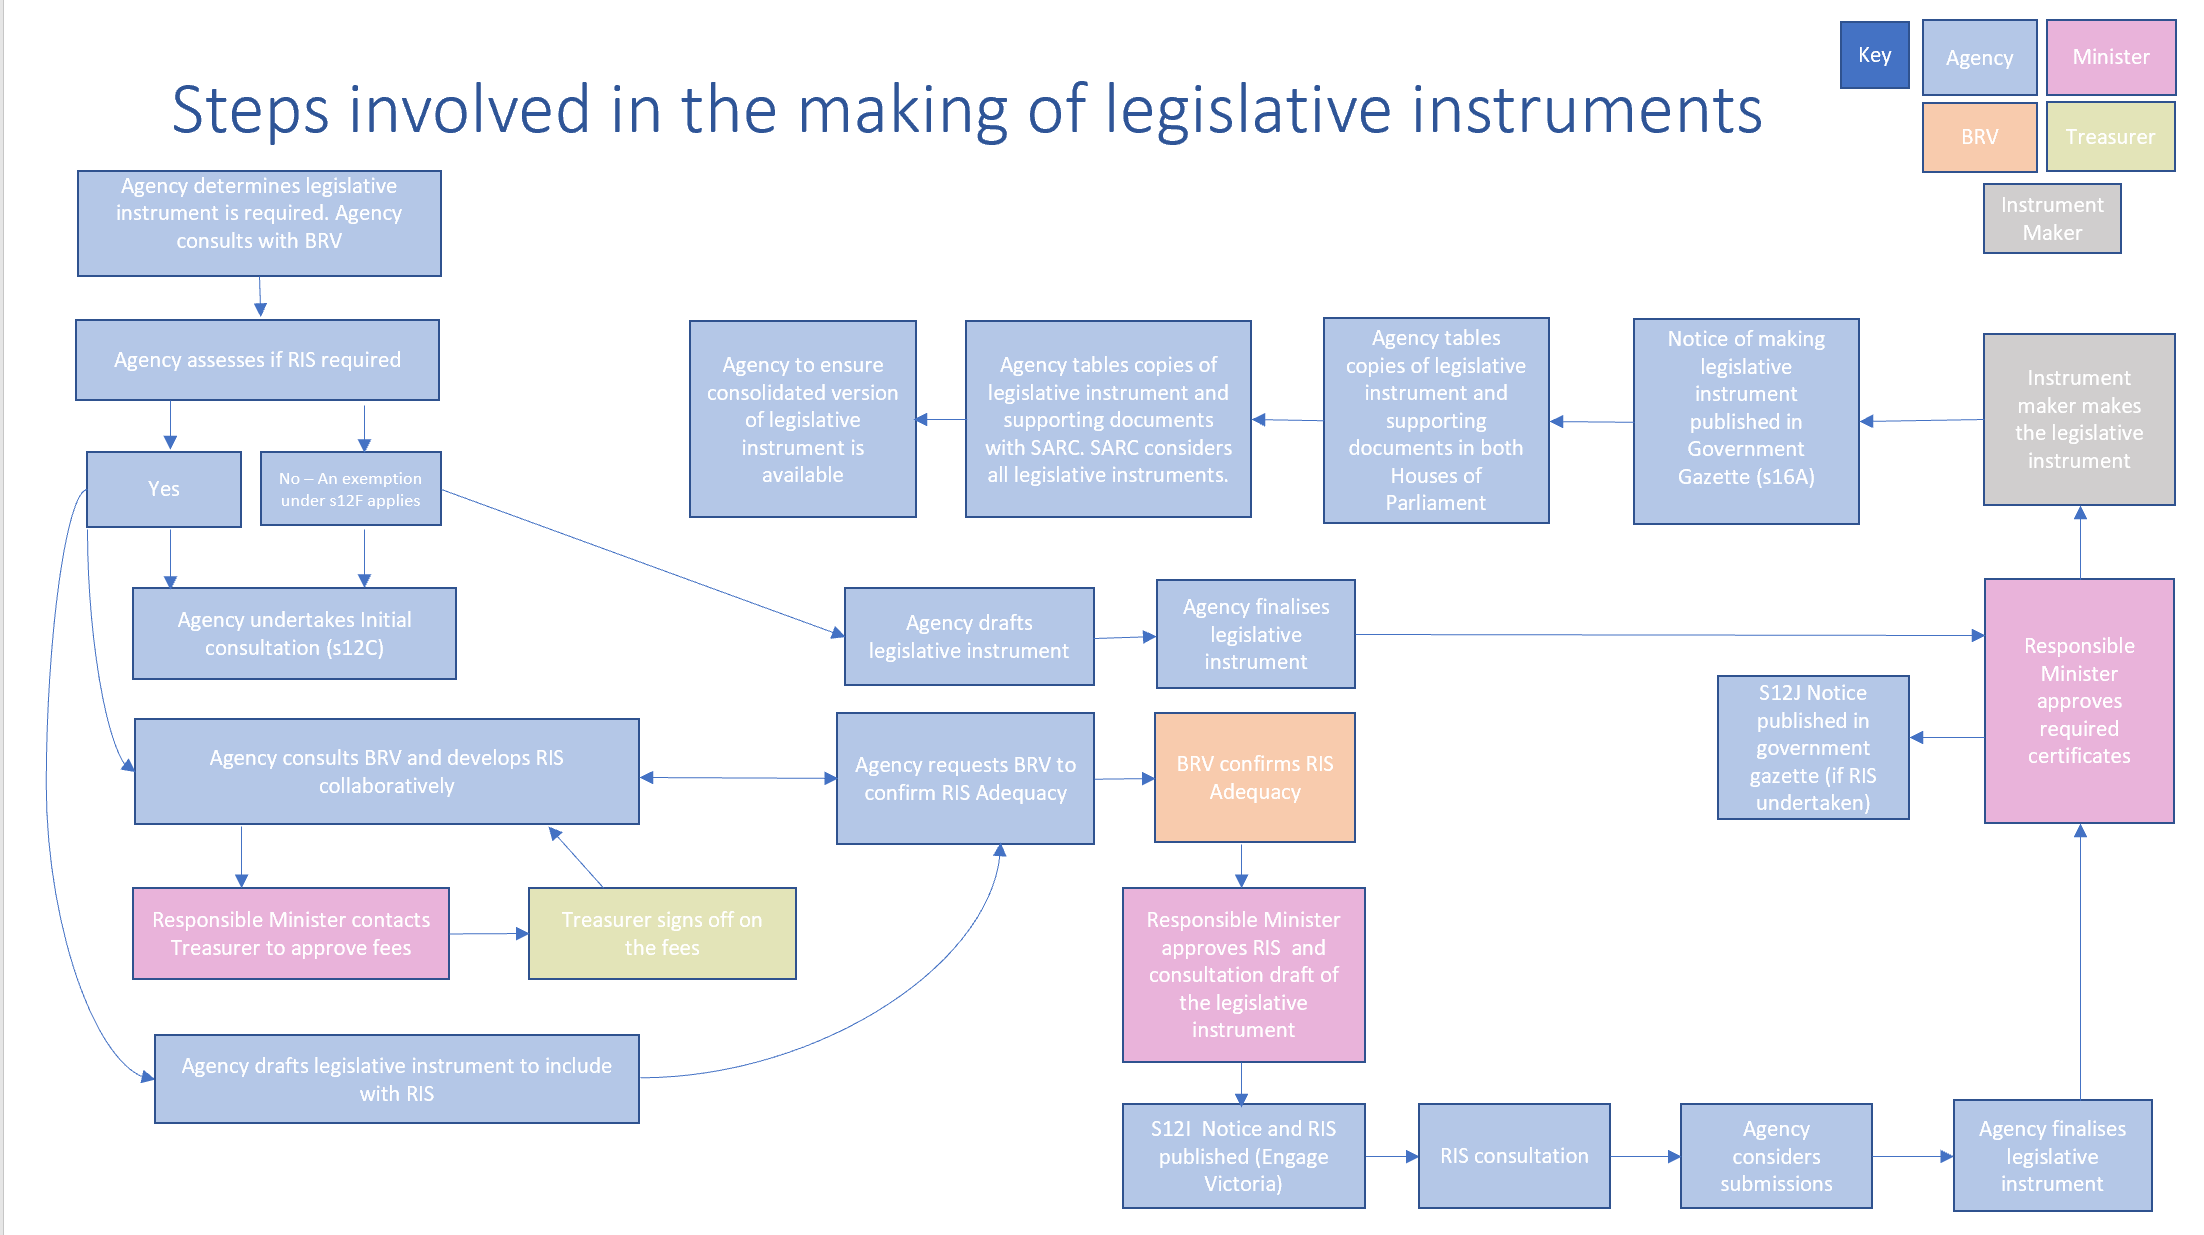 Steps involved in the making of legislative instruments
Key
Agency
Minister
BRV
Treasurer
Instrument
Maker
Agency determines legislative
instrument is required. Agency
consults with BRV
Agency assesses if RIS required
Yes
No – An exemption
under s12F applies
Agency undertakes Initial
consultation (s12C)
Agency consults BRV and develops RIS
collaboratively
Responsible Minister contacts
Treasurer to approve fees
Treasurer signs off on
the fees
Agency drafts legislative instrument to include
with RIS
Agency drafts
legislative instrument
Agency finalises
legislative
instrument
Agency requests BRV to
confirm RIS Adequacy
BRV confirms RIS
Adequacy
Responsible Minister
approves RIS and
consultation draft of
the legislative
instrument
S12I Notice and RIS
published (Engage
Victoria)
RIS consultation
Agency
considers
submissions
Agency finalises
legislative
instrument
Responsible
Minister
approves
required
certificates
S12J Notice
published in
government
gazette (if RIS
undertaken)
Instrument
maker makes
the legislative
instrument
Notice of making
legislative
instrument
published in
Government
Gazette (s16A)
Agency tables
copies of legislative
instrument and
supporting
documents in both
Houses of
Parliament
Agency tables copies of
legislative instrument and
supporting documents
with SARC. SARC considers
all legislative instruments.
Agency to ensure
consolidated version
of legislative
instrument is
available